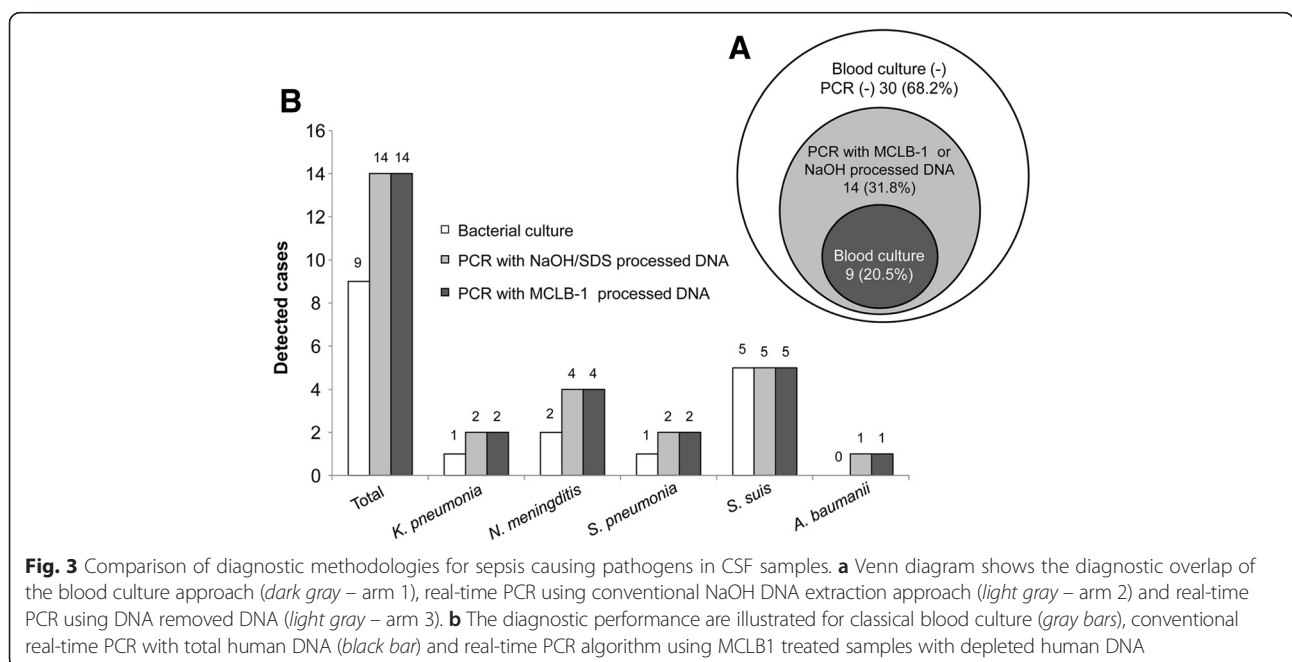 A
Blood culture (-)
PCR (-) 30 (68.2%)
PCR with MCLB-1 or
NaOH processed DNA
14 (31.8%)
Blood culture
9 (20.5%)
B
Detected cases
16
14
12
10
8
6
4
2
0
Bacterial culture
PCR with NaOH/SDS processed DNA
PCR with MCLB-1 processed DNA
9
14 14
1
2 2
2
4 4
1
2 2
5 5 5
0
1 1
Total
K. pneumonia
N. meningditis
S. pneumonia
S. suis
A. baumanii
Fig. 3 Comparison of diagnostic methodologies for sepsis causing pathogens in CSF samples. a Venn diagram shows the diagnostic overlap of
the blood culture approach (dark gray – arm 1), real-time PCR using conventional NaOH DNA extraction approach (light gray – arm 2) and real-time
PCR using DNA removed DNA (light gray – arm 3). b The diagnostic performance are illustrated for classical blood culture (gray bars), conventional
real-time PCR with total human DNA (black bar) and real-time PCR algorithm using MCLB1 treated samples with depleted human DNA